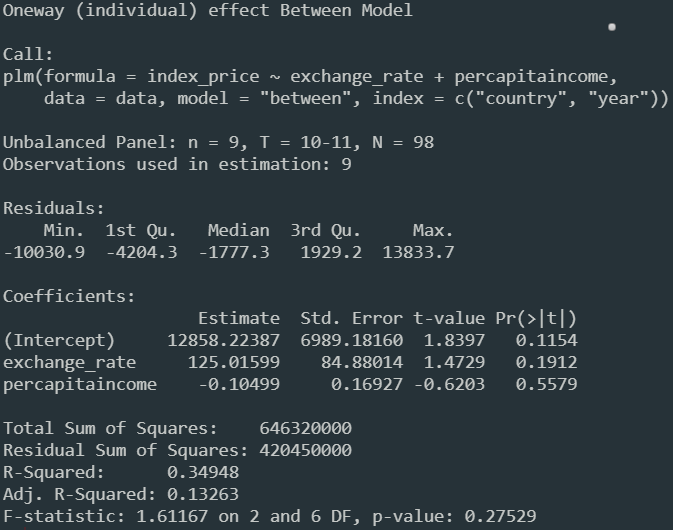 Oneway (individual) effect Between Model
Call:
plm(formula = index_price ~ exchange_rate + percapitaincome,
data = data, model = "between", index = c("country", "year"))
Unbalanced Panel: n = 9, T = 10-11, N = 98
Observations used in estimation: 9
Residuals:
Min. 1st Qu. Median 3rd Qu. Max.
-10030.9 -4204.3 -1777.3 1929.2 13833.7
Coefficients:
Estimate Std. Error t-value Pr(>|t|)
(Intercept) 12858.22387 6989.18160 1.8397 0.1154
exchange_rate 125.01599 84.88014 1.4729 0.1912
percapitaincome -0.10499 0.16927 -0.6203 0.5579
Total Sum of Squares: 646320000
Residual Sum of Squares: 420450000
R-Squared: 0.34948
Adj. R-Squared: 0.13263
F-statistic: 1.61167 on 2 and 6 DF, p-value: 0.27529